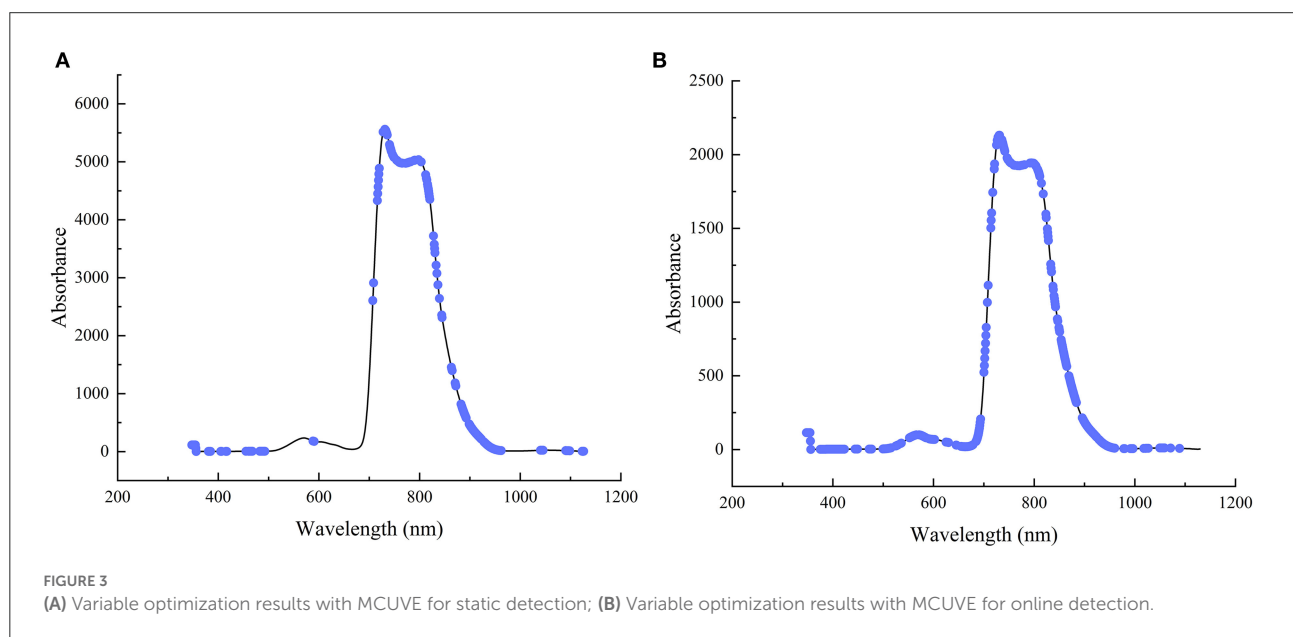 A
6000
5000
4000
3000
2000
1000
0
Absorbance
200 400 600 800 1000 1200
Wavelength (nm)
B
2500
2000
1500
1000
500
0
Absorbance
200 400 600 800 1000 1200
Wavelength (nm)
FIGURE 3
(A) Variable optimization results with MCUVE for static detection; (B) Variable optimization results with MCUVE for online detection.